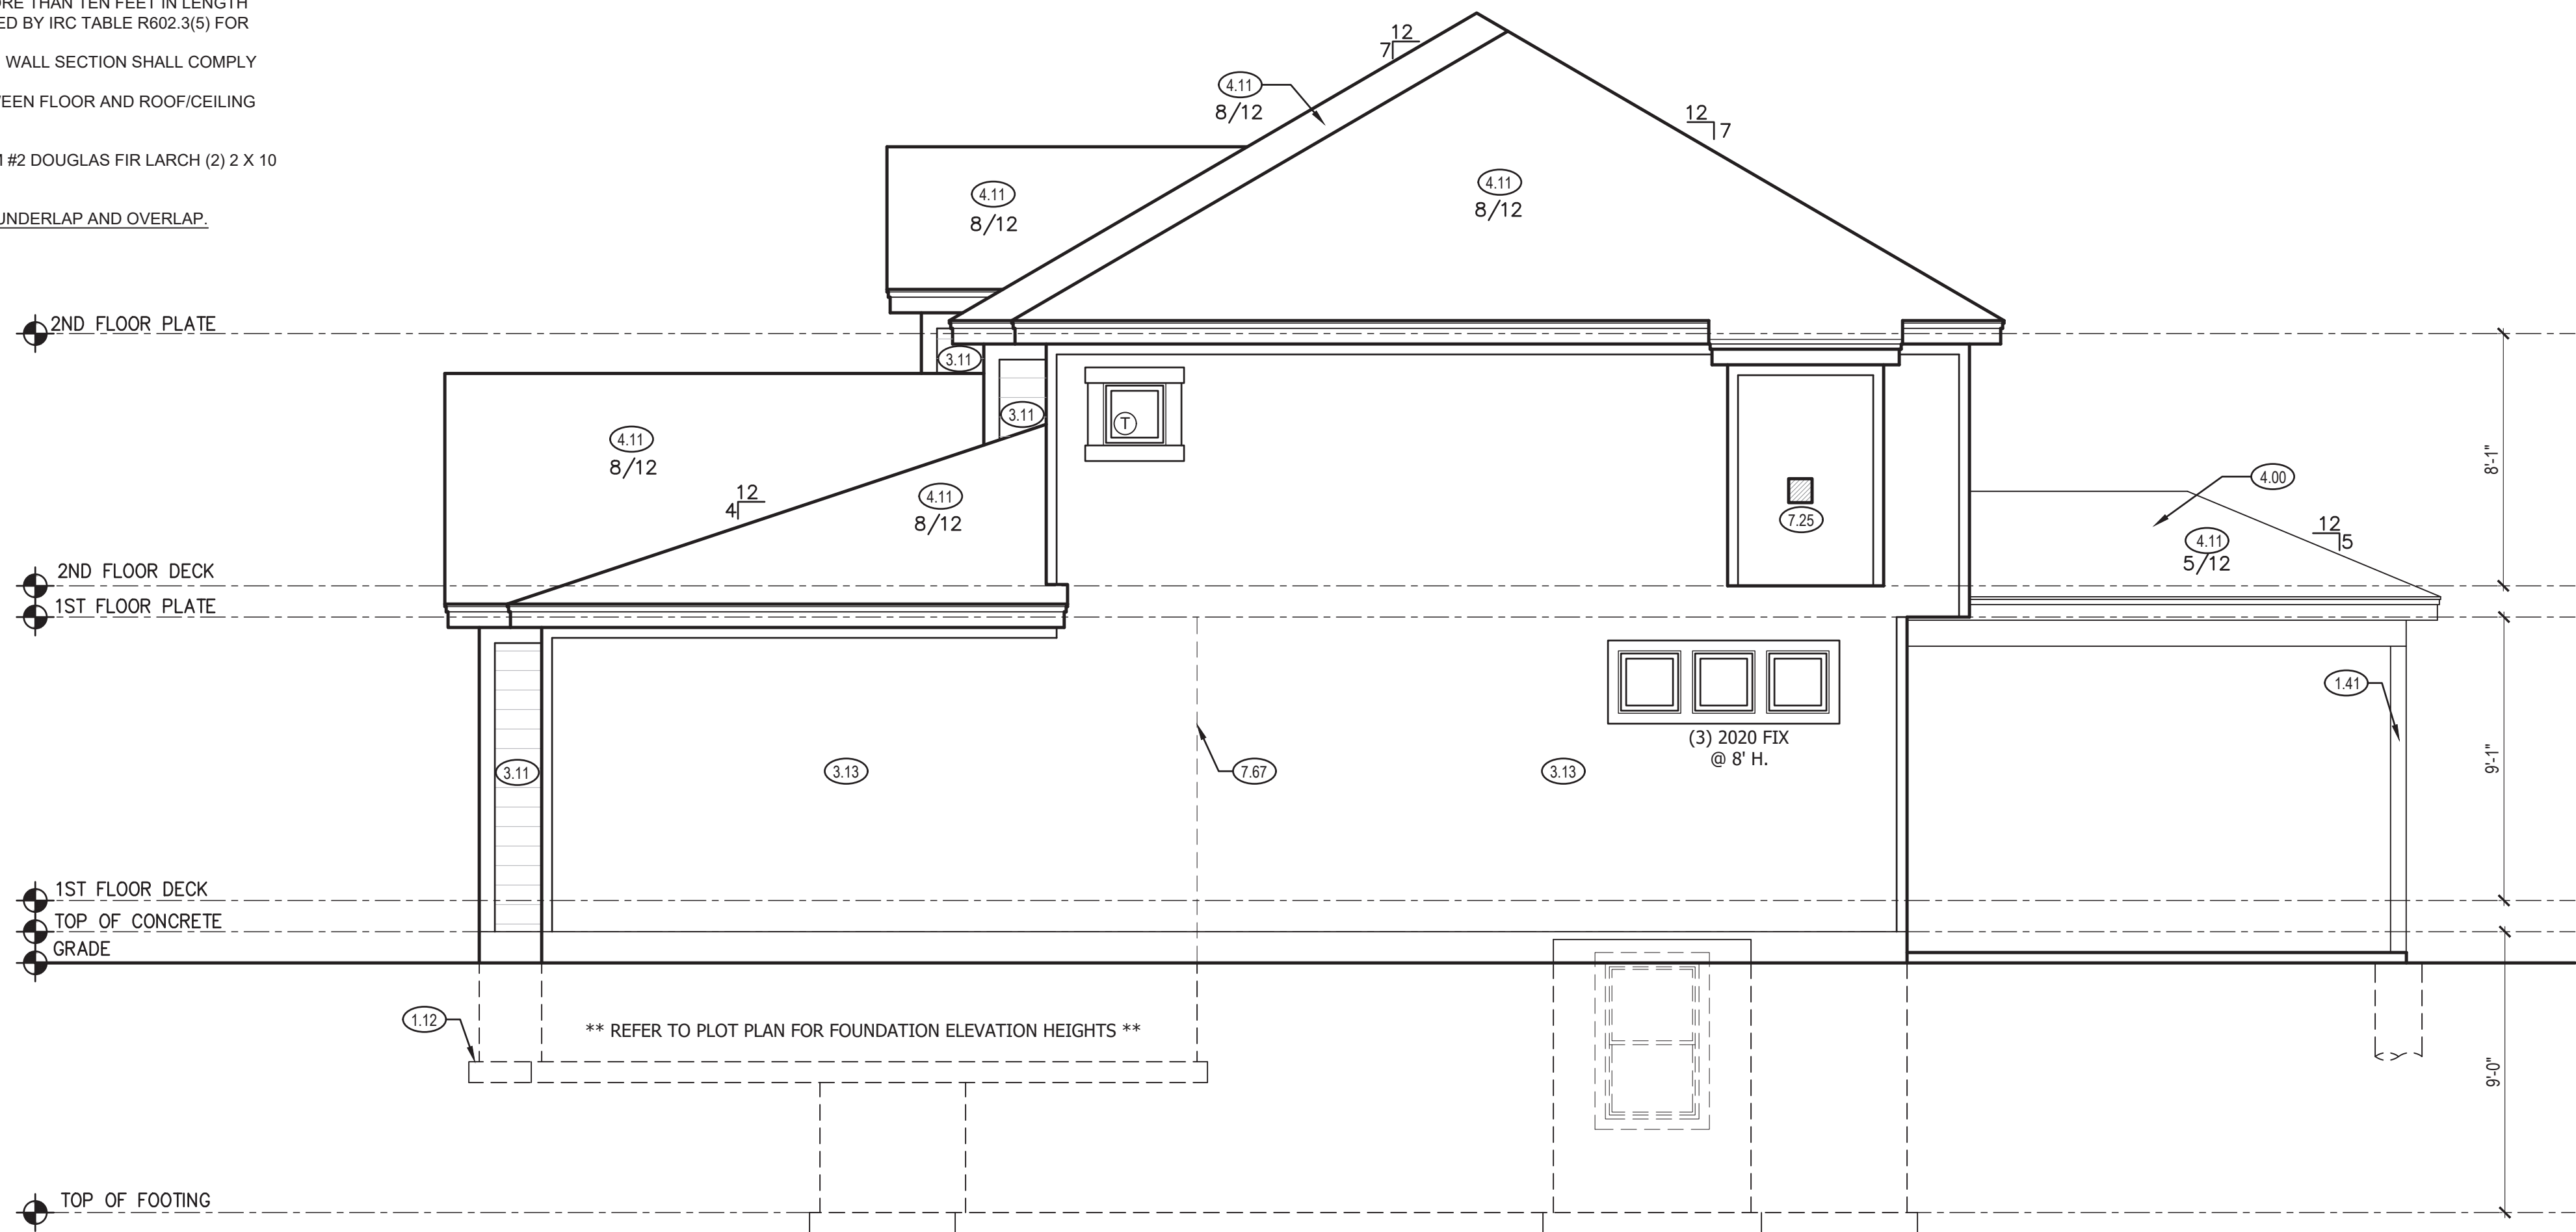 ORE THAN TEN FEET IN LENGTH
ED BY IRC TABLE R602.3(5) FOR
WALL SECTION SHALL COMPLY
EEN FLOOR AND ROOF/CEILING
#2 DOUGLAS FIR LARCH (2) 2 X 10
UNDERLAP AND OVERLAP.
12
7
4.11
8/12
12
7
4.11
8/12
4.11
8/12
2ND FLOOR PLATE
3.11
3.11
T
4.11
8/12
12
4
4.11
8/12
7.25
4.00
12
5
4.11
5/12
8'-1"
2ND FLOOR DECK
1ST FLOOR PLATE
(3) 2020 FIX
@ 8' H.
1.41
3.11
3.13
7.67
3.13
9'-1"
1ST FLOOR DECK
TOP OF CONCRETE
GRADE
1.12
** REFER TO PLOT PLAN FOR FOUNDATION ELEVATION HEIGHTS **
9'-0"
TOP OF FOOTING